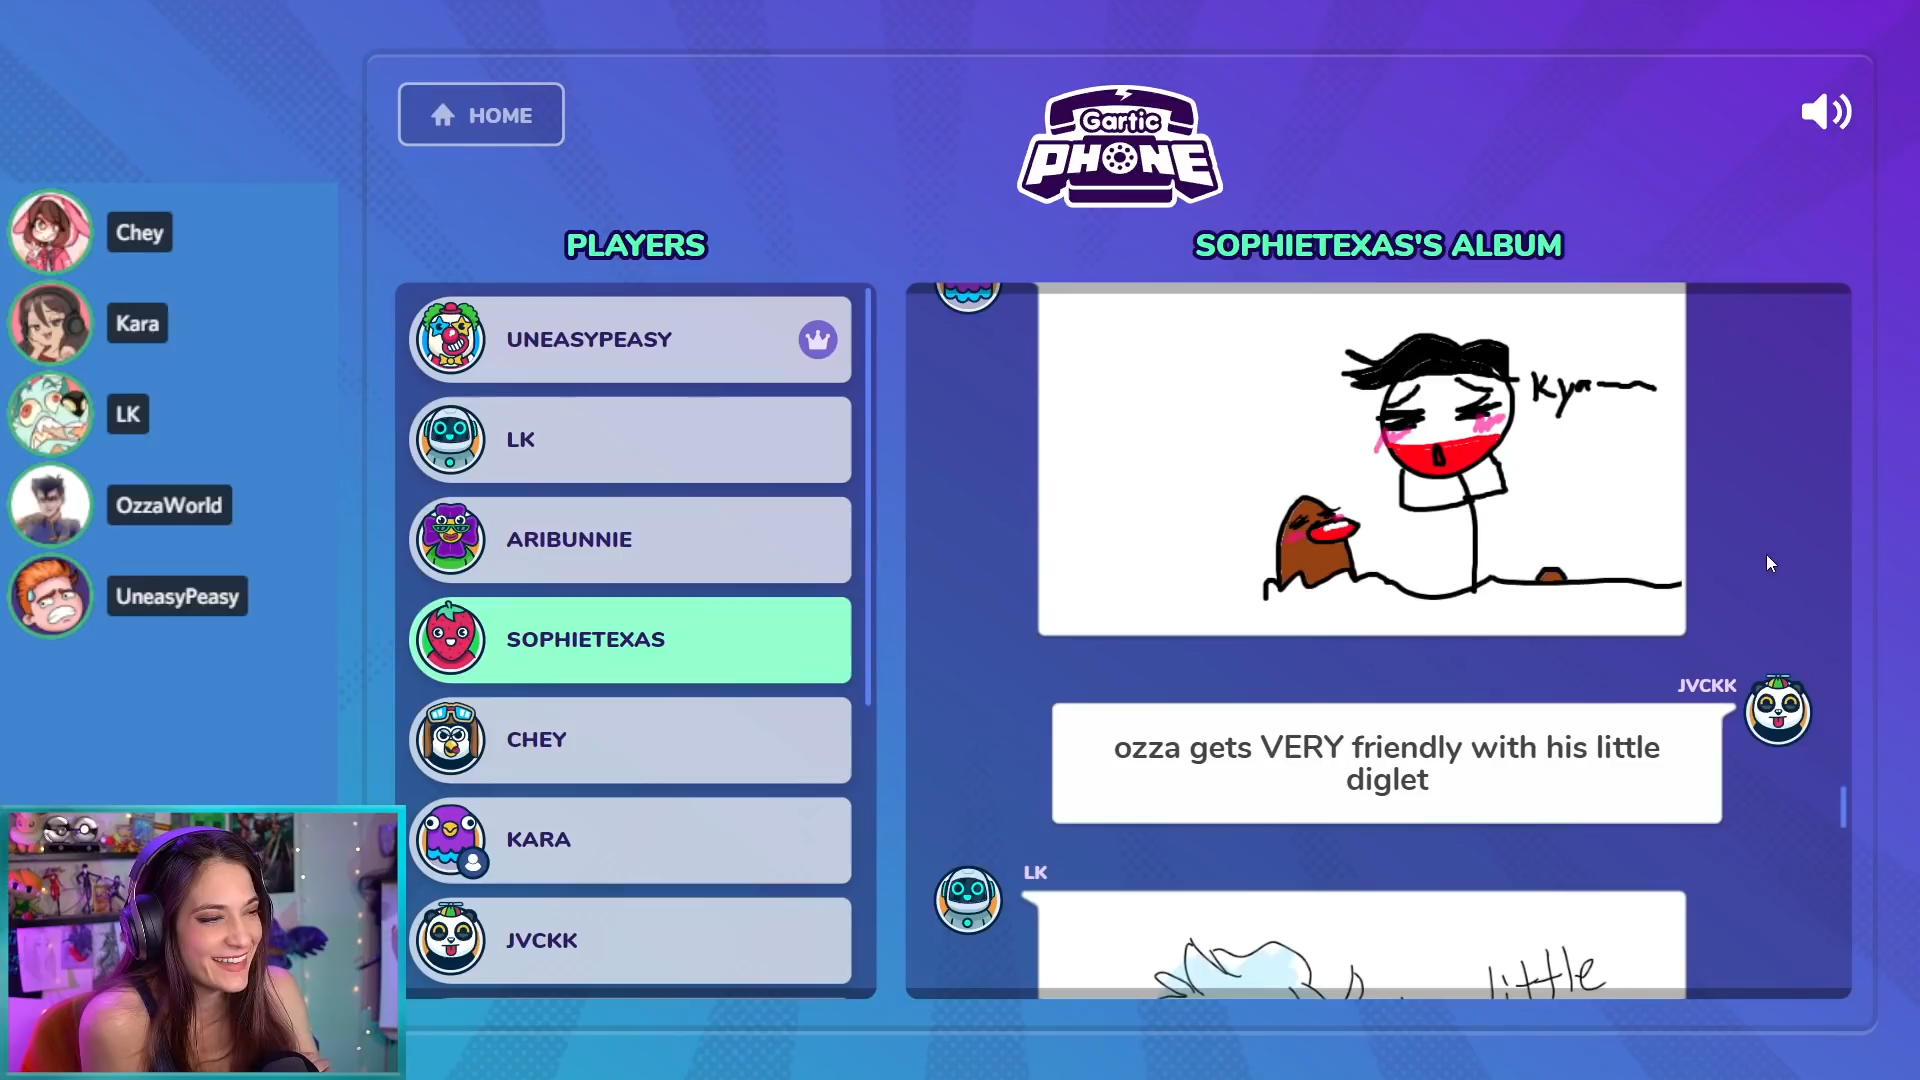 HOME
Gartic
PHONE
Chey
Kara
LK
OzzaWorld
UneasyPeasy
PLAYERS
UNEASYPEASY
LK
ARIBUNNIE
SOPHIETEXAS
CHEY
KARA
JVCKK
SOPHIETEXAS'S ALBUM
Kya
JVCKK
ozza gets VERY friendly with his little
diglet
LK
little